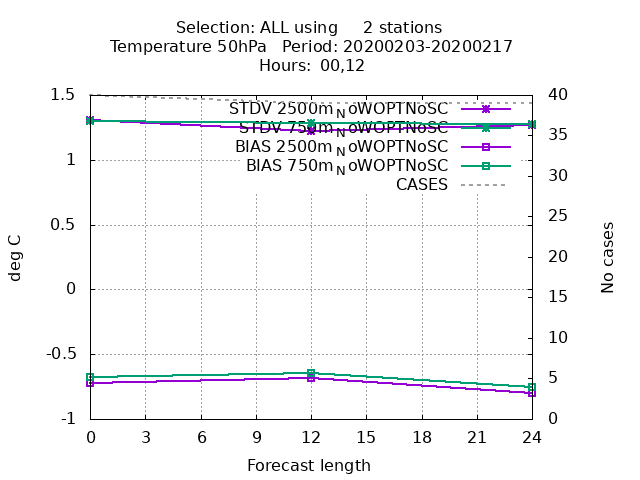 Selection: ALL using 2 stations
Temperature 50hPa Period: 20200203-20200217
Hours: 00,12
1.5
1
0.5
0
-0.5
-1
deg C
40
35
30
25
20
15
10
5
0
No cases
STDV 2500m_NoWOPTNoSC
STDV 750m_NoWOPTNoSC
BIAS 2500m_NoWOPTNoSC
BIAS 750m_NoWOPTNoSC
CASES
0 3 6 9 12 15 18 21 24
Forecast length